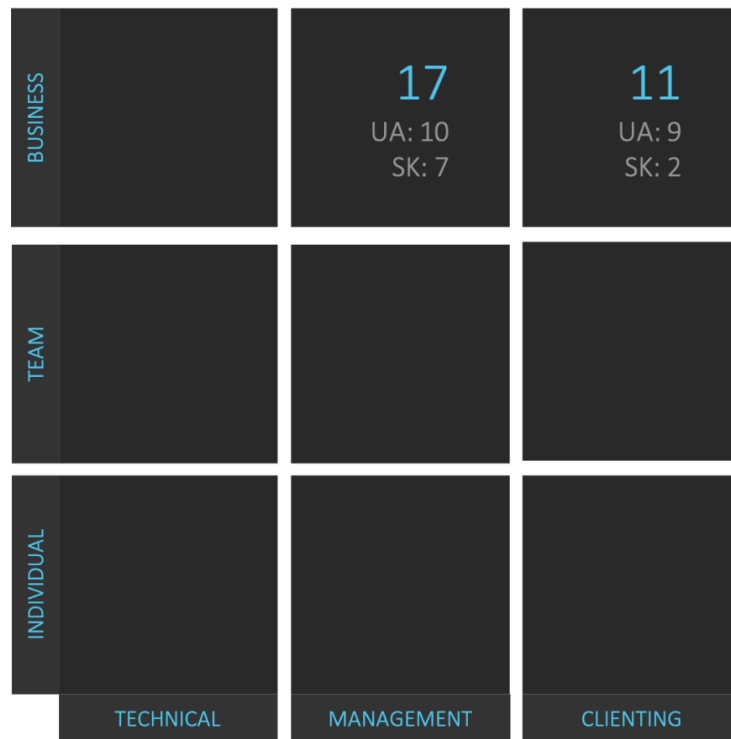 BUSINESS
17
UA: 10
SK: 7
11
UA: 9
SK: 2
TEAM
INDIVIDUAL
TECHNICAL
MANAGEMENT
CLIENTING